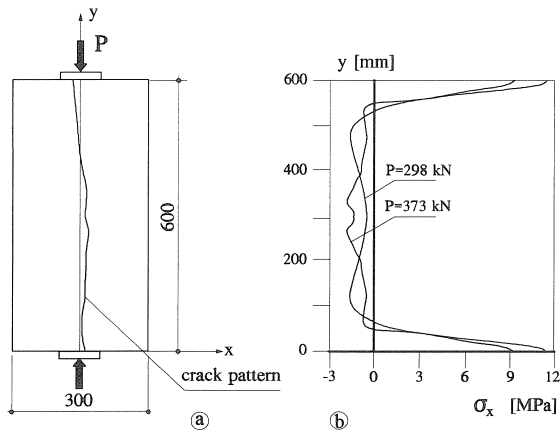 y
P
600
x
crack pattern
300
a
y [mm]
600
400
200
0
P=298 kN
P=373 kN
-3 0 3 6 9 12
σx [MPa]
b